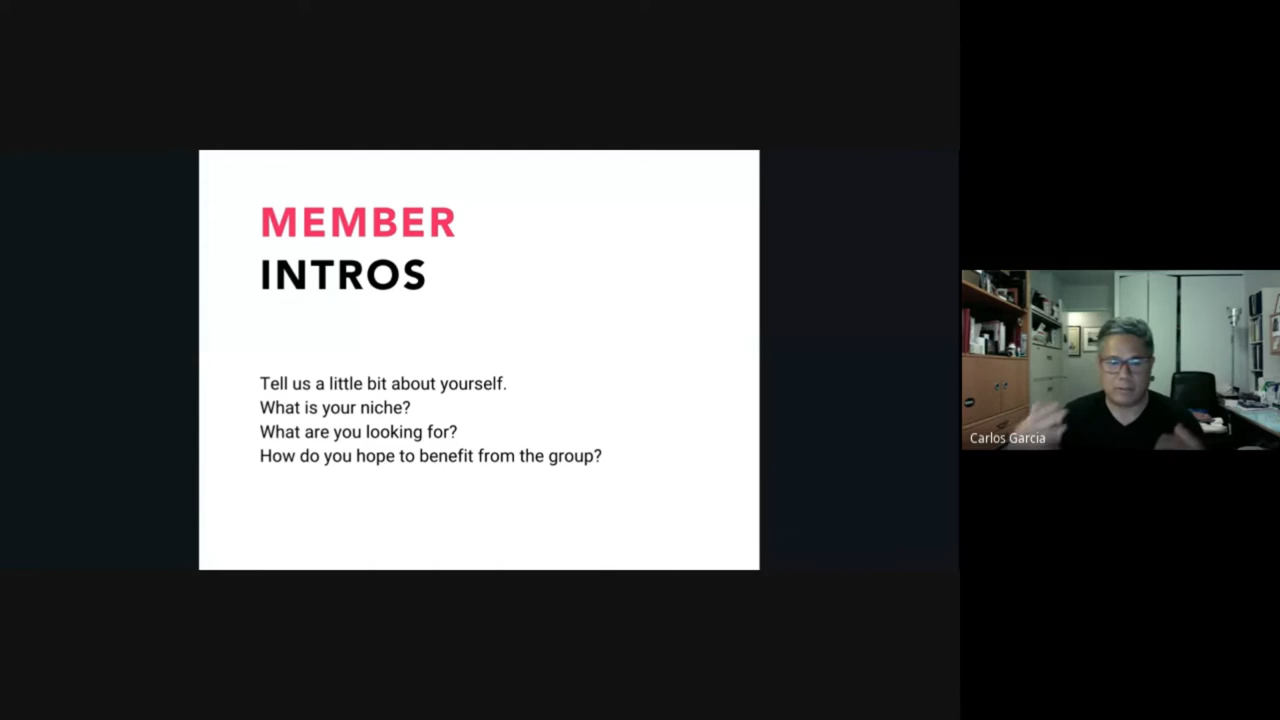 MEMBER
INTROS
Tell us a little bit about yourself.
What is your niche?
What are you looking for?
How do you hope to benefit from the group?
Carlos Garcia